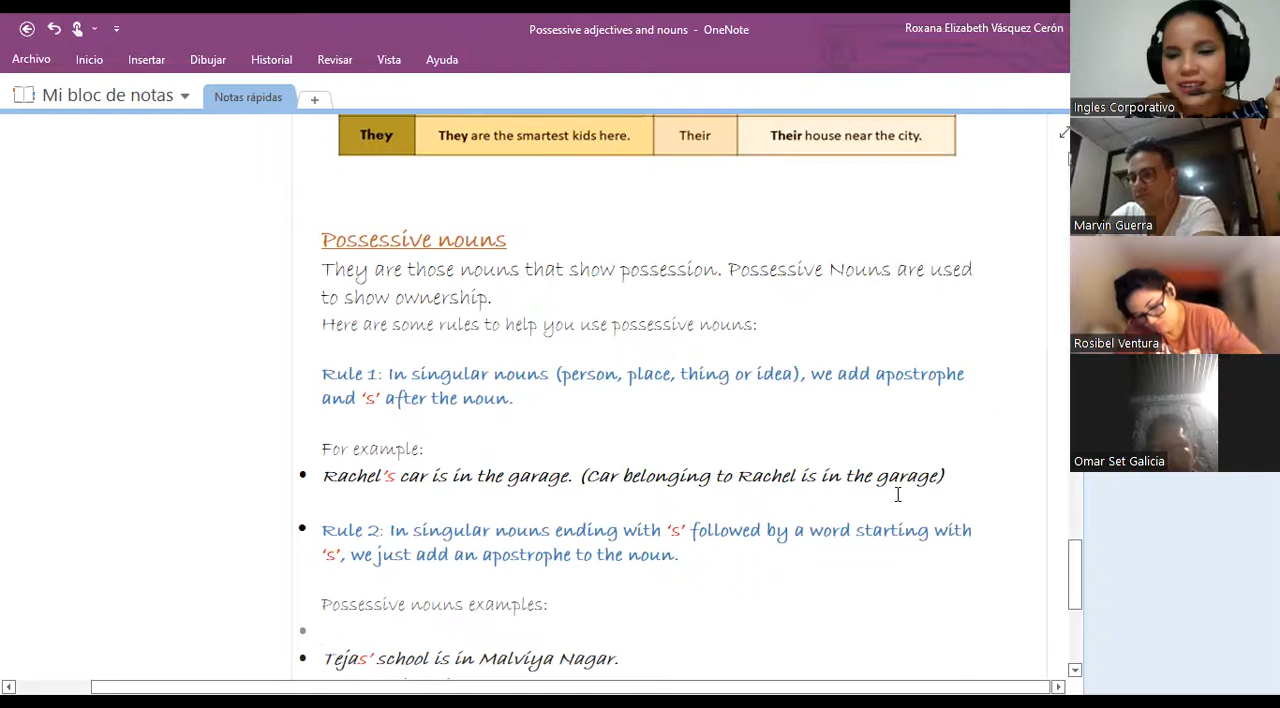 Possessive adjectives and nouns - OneNote
Roxana Elizabeth Vásquez Cerón
Archivo Inicio Insertar Dibujar Historial Revisar Vista Ayuda
Mi bloc de notas
Notas rápidas
They They are the smartest kids here. Their Their house near the city.
Possessive nouns
They are those nouns that show possession. Possessive Nouns are used
to show ownership.
Here are some rules to help you use possessive nouns:
Rule 1: In singular nouns (person, place, thing or idea), we add apostrophe
and ‘s’ after the noun.
For example:
• Rachel’s car is in the garage. (Car belonging to Rachel is in the garage)
• Rule 2: In singular nouns ending with ‘s’ followed by a word starting with
‘s’, we just add an apostrophe to the noun.
Possessive nouns examples:
• Tejas’ school is in Malviya Nagar.
Ingles Corporativo
Marvin Guerra
Rosibel Ventura
Omar Set Galicia